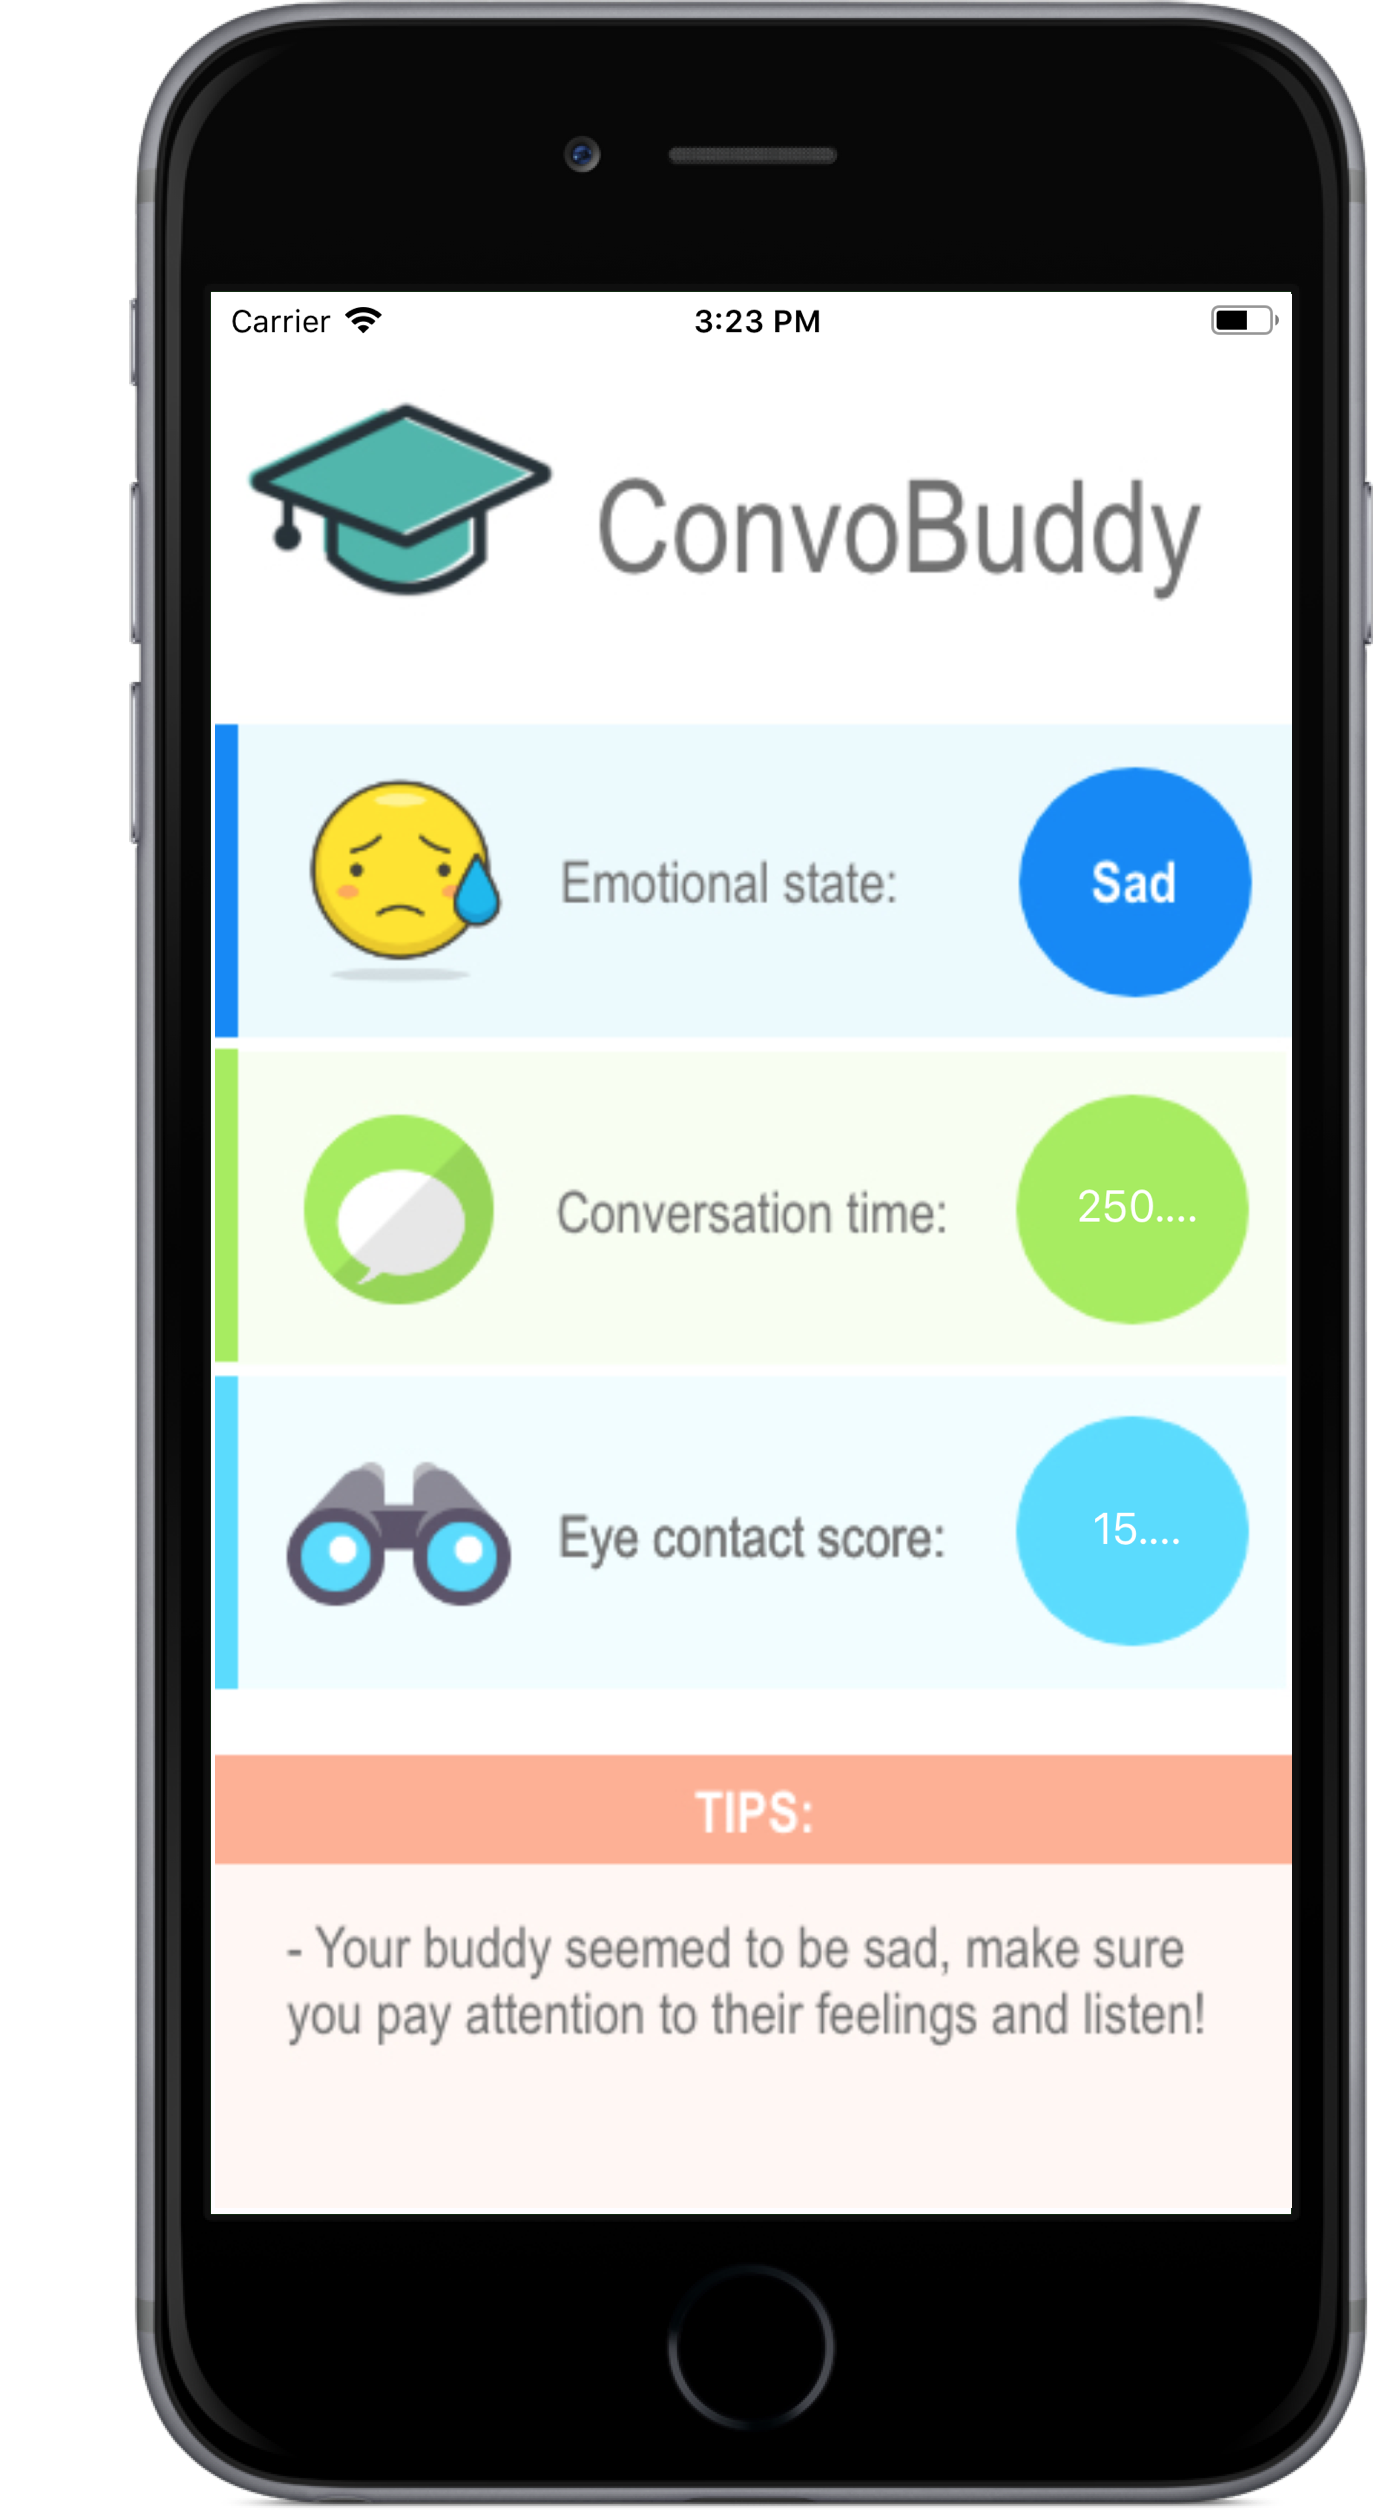 Carrier 3:23 PM
ConvoBuddy
Emotional state: Sad
Conversation time: 250....
Eye contact score: 15....
TIPS:
- Your buddy seemed to be sad, make sure
you pay attention to their feelings and listen!